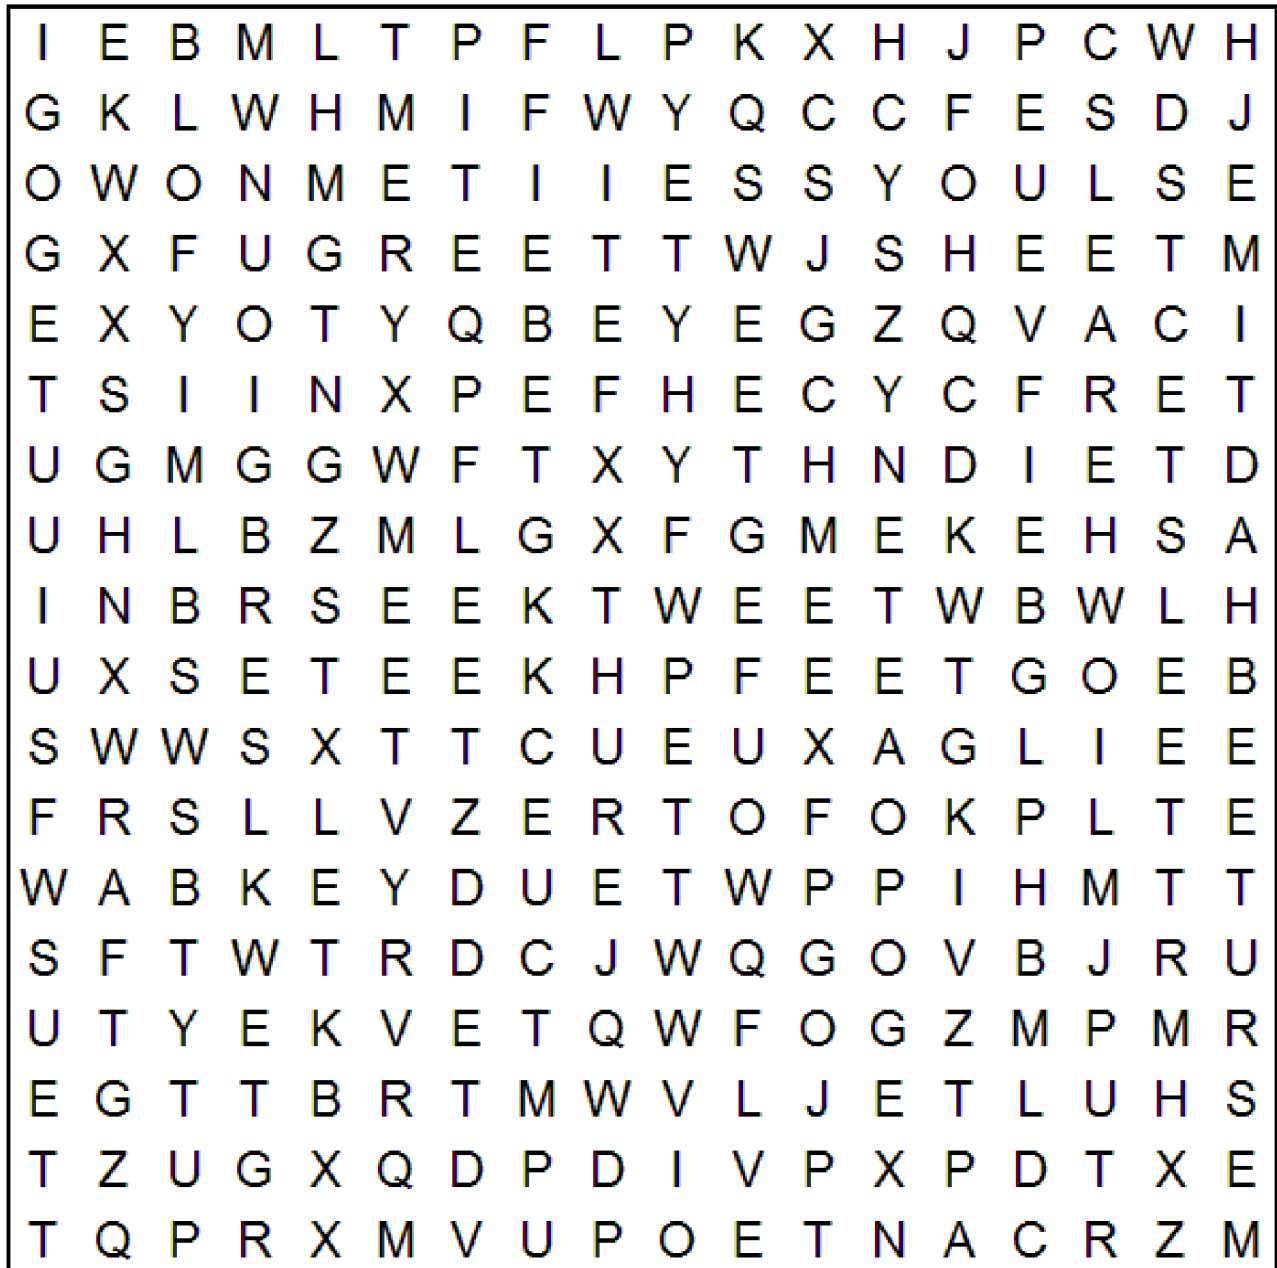 I E B M L T P F L P K X H J P C W H
G K L W H M I F W Y Q C C F E S D J
O W O N M E T I I E S S Y O U L S E
G X F U G R E E T T W J S H E E T M
E X Y O T Y Q B E Y E G Z Q V A C I
T S I I N X P E F H E C Y C F R E T
U G M G G W F T X Y T H N D I E T D
U H L B Z M L G X F G M E K E H S A
I N B R S E E K T W E E T W B W L H
U X S E T E E K H P F E E T G O E B
S W W S X T T C U E U X A G L I E E
F R S L L V Z E R T O F O K P L T E
W A B K E Y D U E T W P P I H M T T
S F T W T R D C J W Q G O V B J R U
U T Y E K V E T Q W F O G Z M P M R
E G T T B R T M W V L J E T L U H S
T Z U G X Q D P D I V P X P D T X E
T Q P R X M V U P O E T N A C R Z M